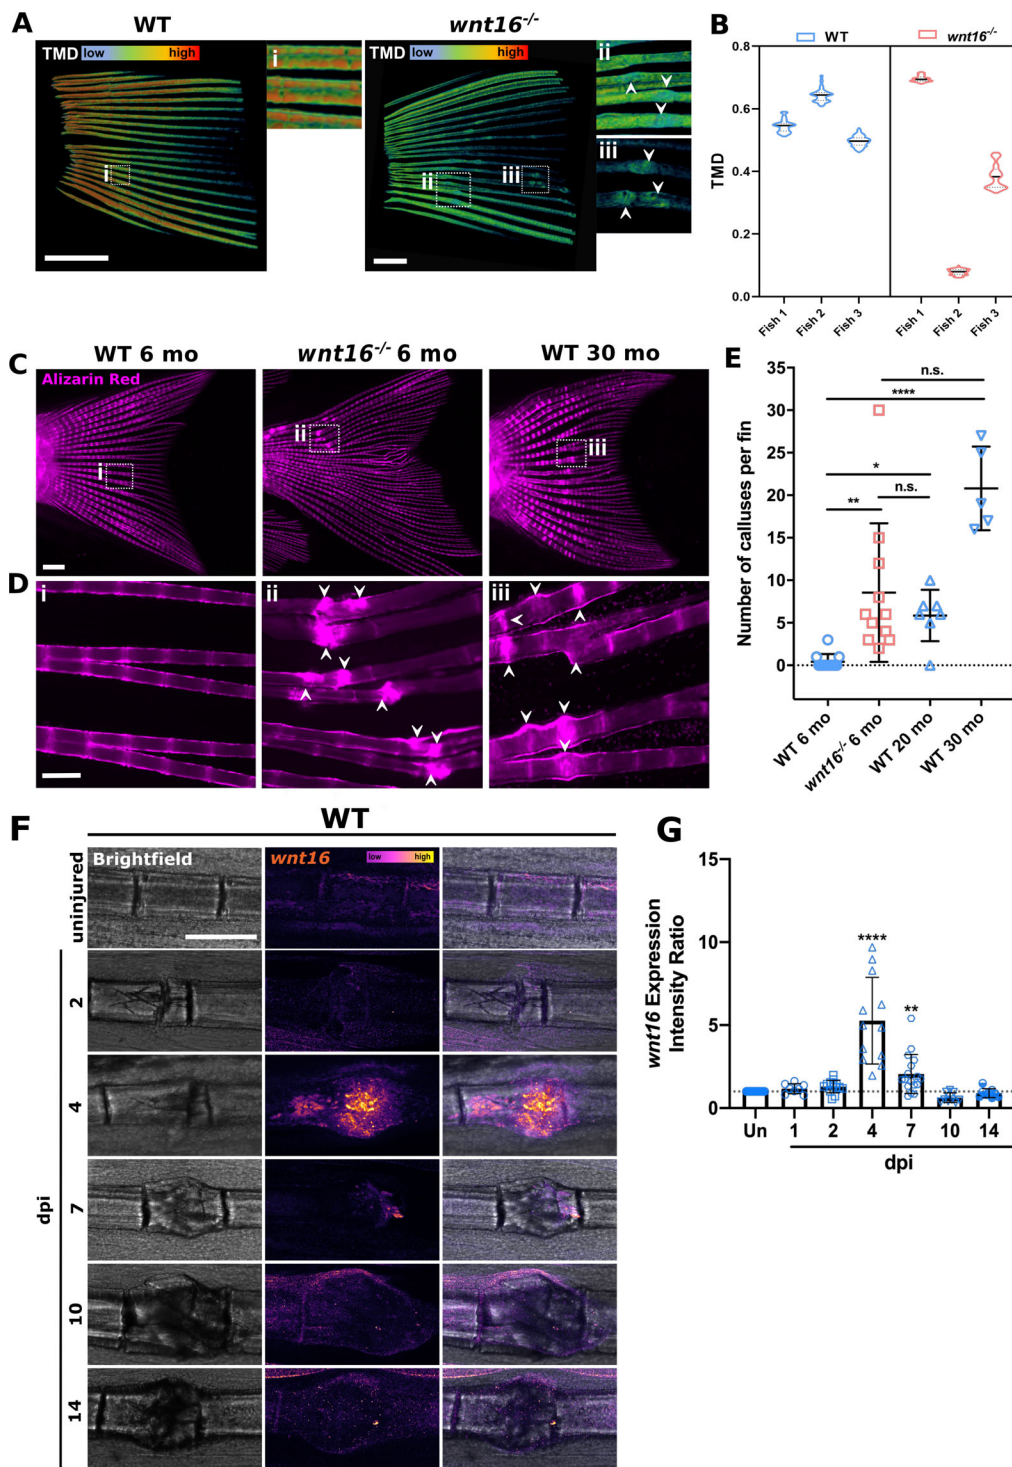 A
WT
wnt16-/-
TMD low high
i
i
TMD low high
ii
iii
ii
iii
B
WT
wnt16-/-
TMD
0.8
0.6
0.4
0.2
0.0
Fish 1
Fish 2
Fish 3
Fish 1
Fish 2
Fish 3
C
WT 6 mo
wnt16-/- 6 mo
WT 30 mo
Alizarin Red
i
ii
iii
D
i
ii
iii
E
Number of calluses per fin
35
30
25
20
15
10
5
0
n.s.
****
*
n.s.
**
WT 6 mo
wnt16-/- 6 mo
WT 20 mo
WT 30 mo
F
WT
Brightfield
wnt16
low high
uninjured
dpi
2
4
7
10
14
G
wnt16 Expression
Intensity Ratio
15
10
5
0
****
**
Un 1 2 4 7 10 14
dpi